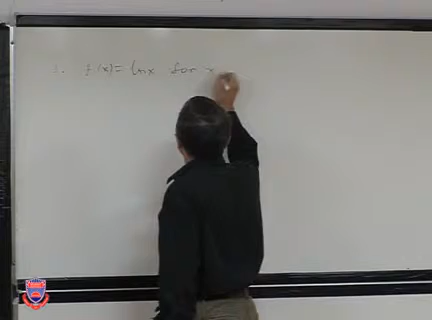 1. f(x) = ln x for x